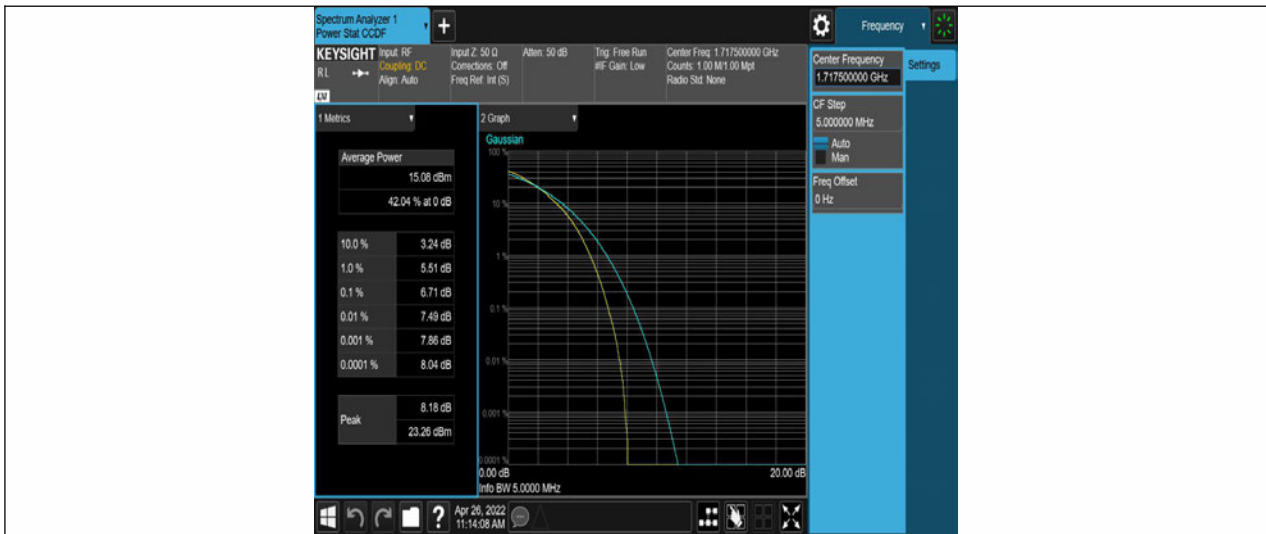 Spectrum Analyzer 1
Power Stat CCDF
Frequency
KEYSIGHT
RL
Input: RF
Coupling: DC
Align: Auto
Input Z: 50 Ω
Corrections: Off
Freq Ref: Int (S)
Atten: 50 dB
Trig: Free Run
#IF Gain: Low
Center Freq: 1.717500000 GHz
Counts: 1.00 M/1.00 Mpt
Radio Std: None
1 Metrics
Average Power
15.08 dBm
42.04 % at 0 dB
10.0 % 3.24 dB
1.0 % 5.51 dB
0.1 % 6.71 dB
0.01 % 7.49 dB
0.001 % 7.86 dB
0.0001 % 8.04 dB
Peak
8.18 dB
23.26 dBm
2 Graph
Gaussian
100 %
10 %
1 %
0.1 %
0.01 %
0.001 %
0.0001 %
0.00 dB 20.00 dB
Info BW 5.0000 MHz
Center Frequency
1.717500000 GHz
Settings
CF Step
5.000000 MHz
Auto
Man
Freq Offset
0 Hz
?
Apr 26, 2022
11:14:08 AM